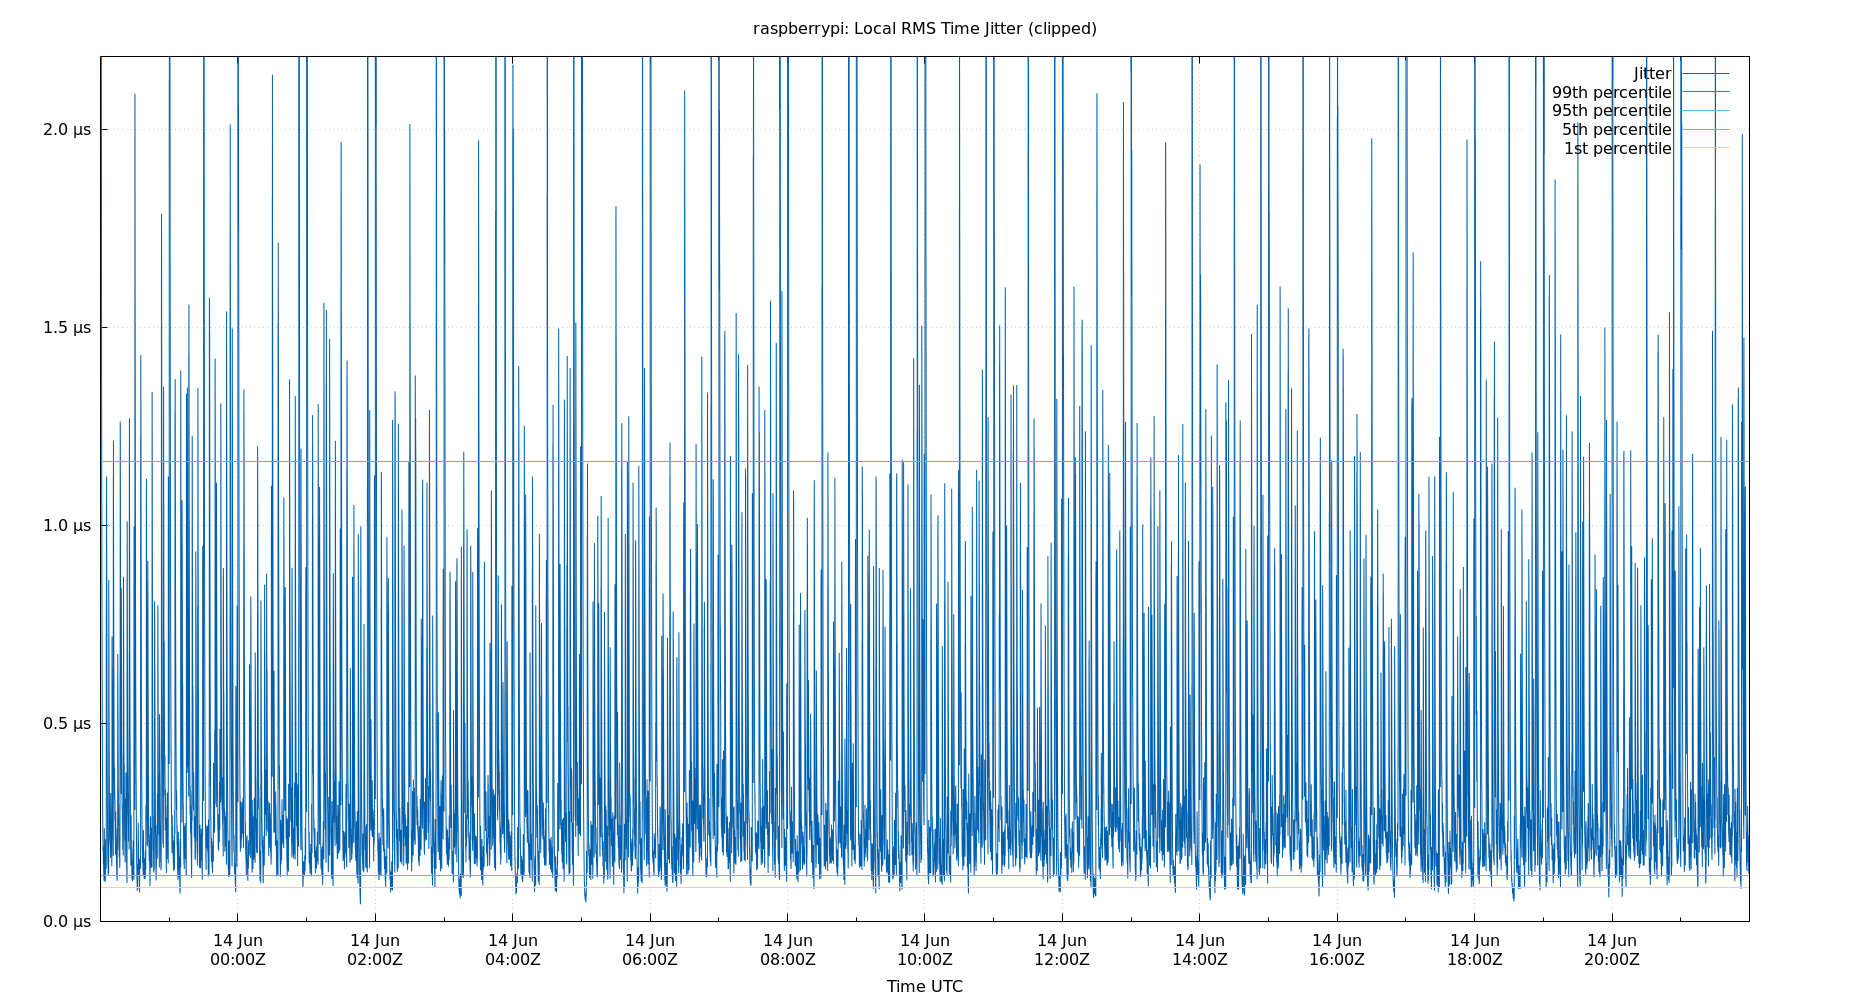 raspberrypi: Local RMS Time Jitter (clipped)
Jitter
99th percentile
95th percentile
5th percentile
1st percentile
2.0 µs
1.5 µs
1.0 µs
0.5 µs
0.0 µs
14 Jun 14 Jun 14 Jun 14 Jun 14 Jun 14 Jun 14 Jun 14 Jun 14 Jun 14 Jun 14 Jun
00:00Z 02:00Z 04:00Z 06:00Z 08:00Z 10:00Z 12:00Z 14:00Z 16:00Z 18:00Z 20:00Z
Time UTC